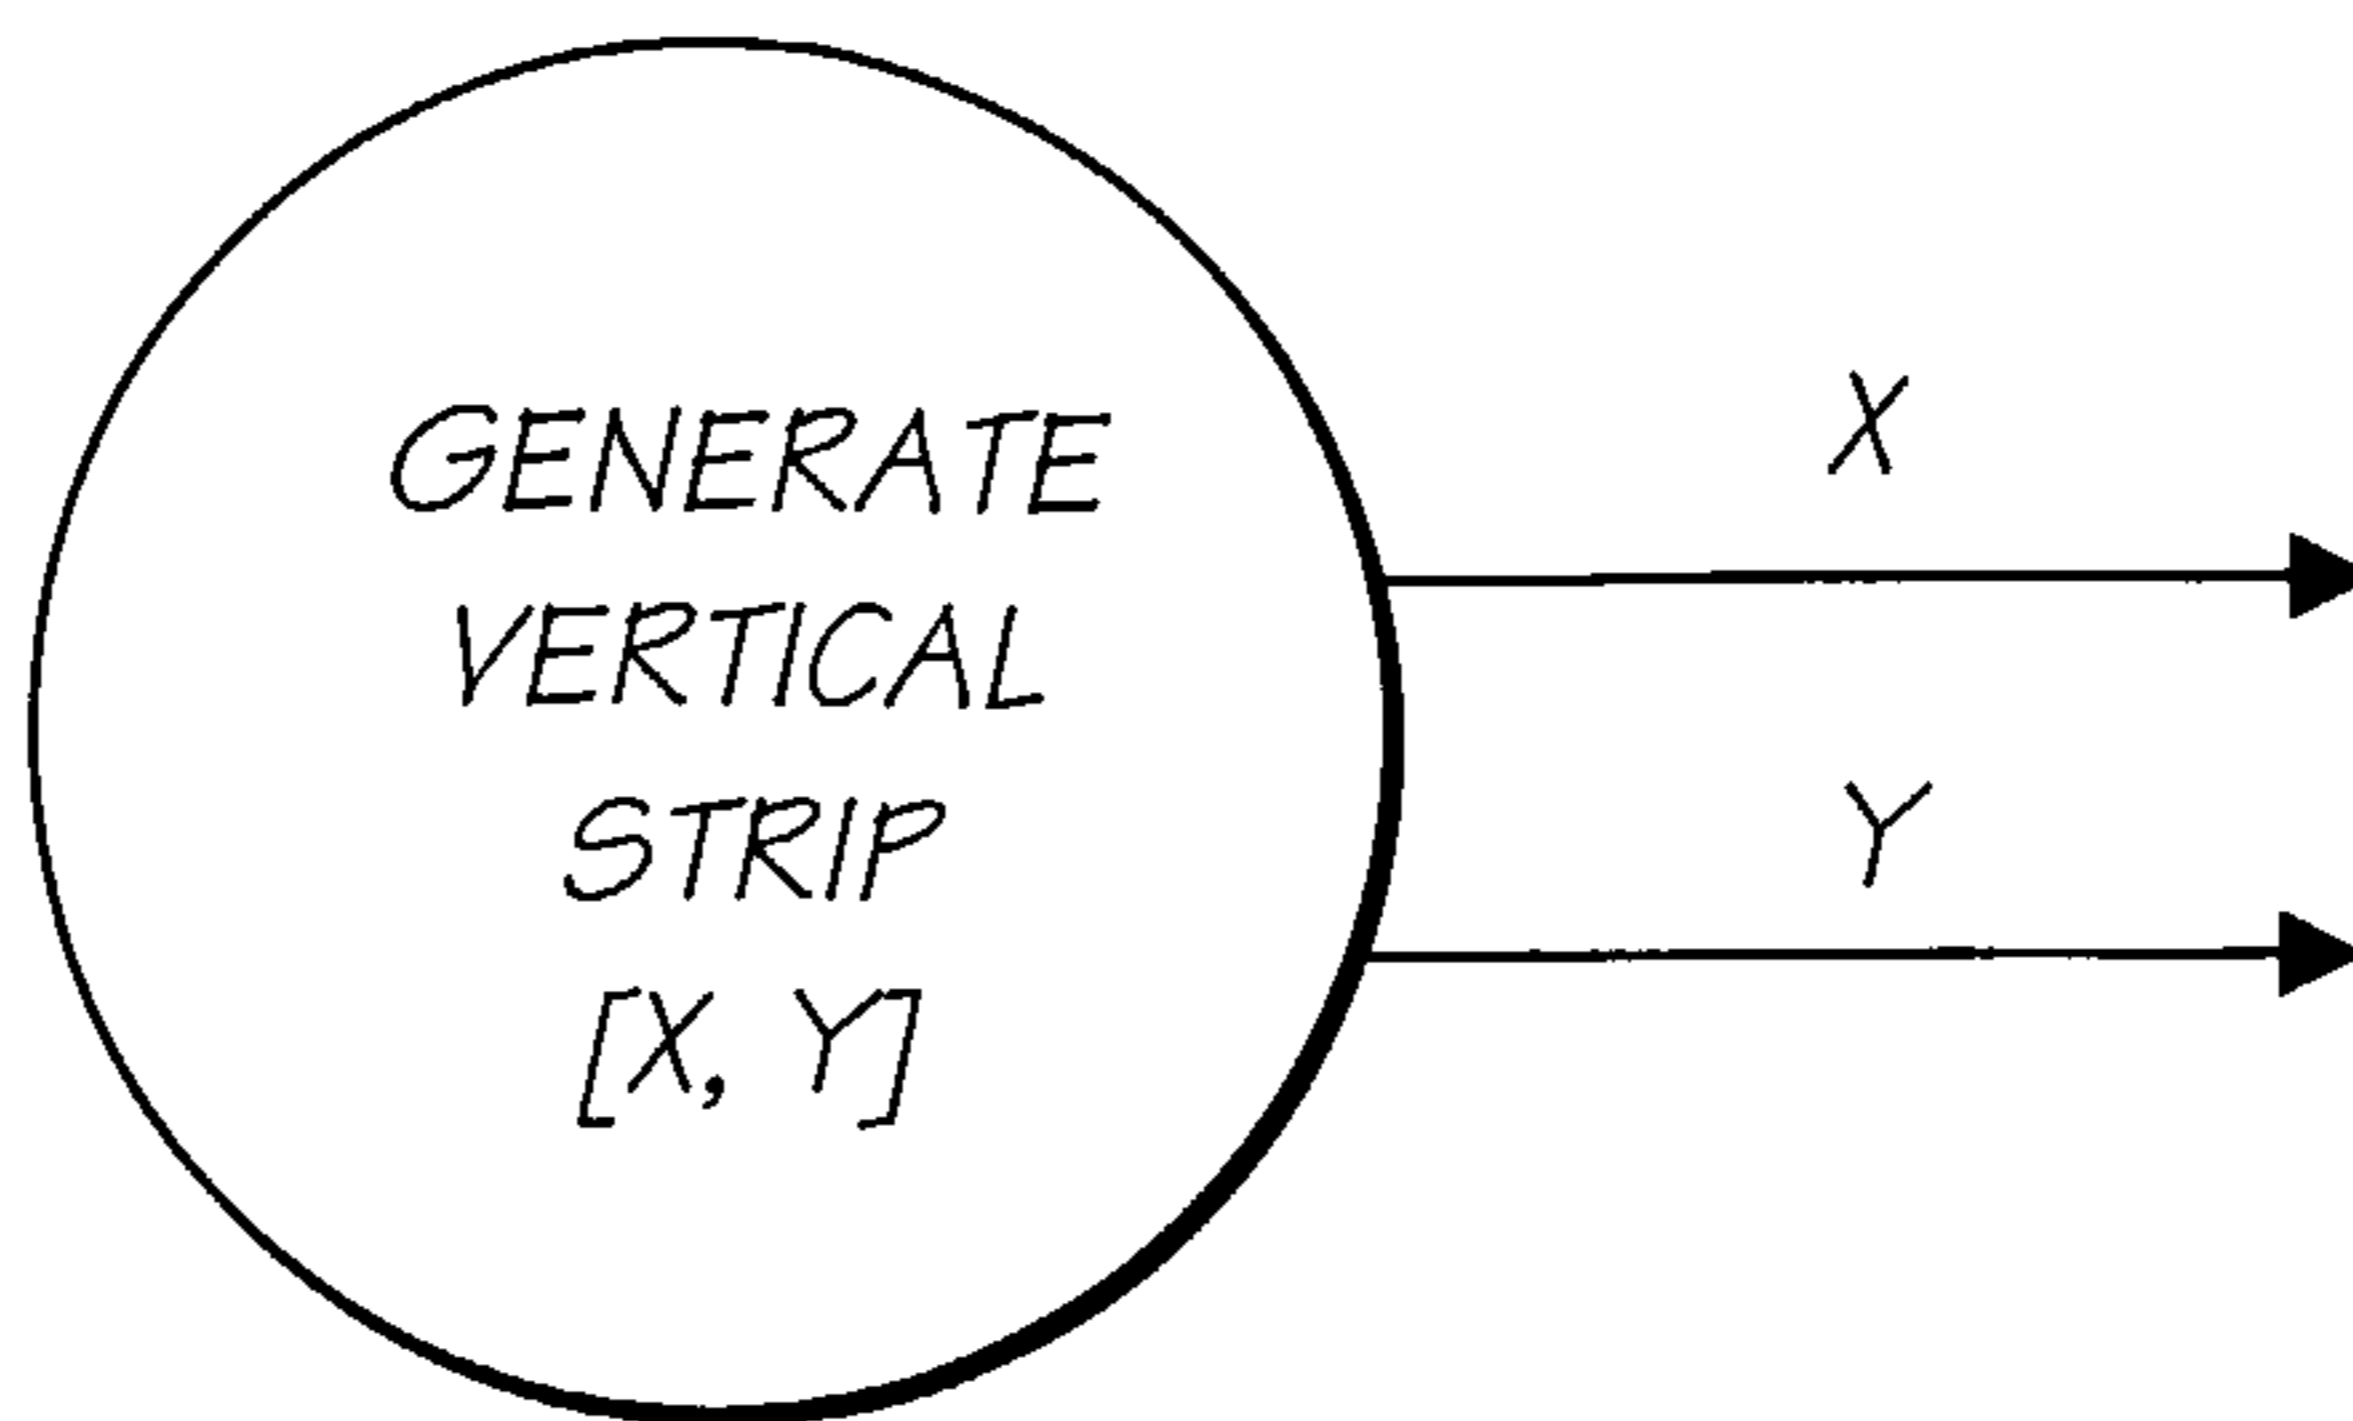 GENERATE
VERTICAL
STRIP
[X, Y]
X
Y